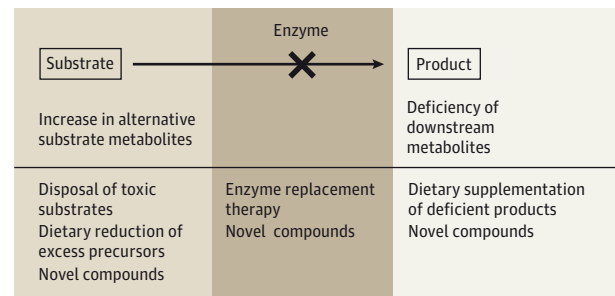 Enzyme
Substrate
Product
Increase in alternative
substrate metabolites
Deficiency of
downstream
metabolites
Disposal of toxic
substrates
Dietary reduction of
excess precursors
Novel compounds
Enzyme replacement
therapy
Novel compounds
Dietary supplementation
of deficient products
Novel compounds